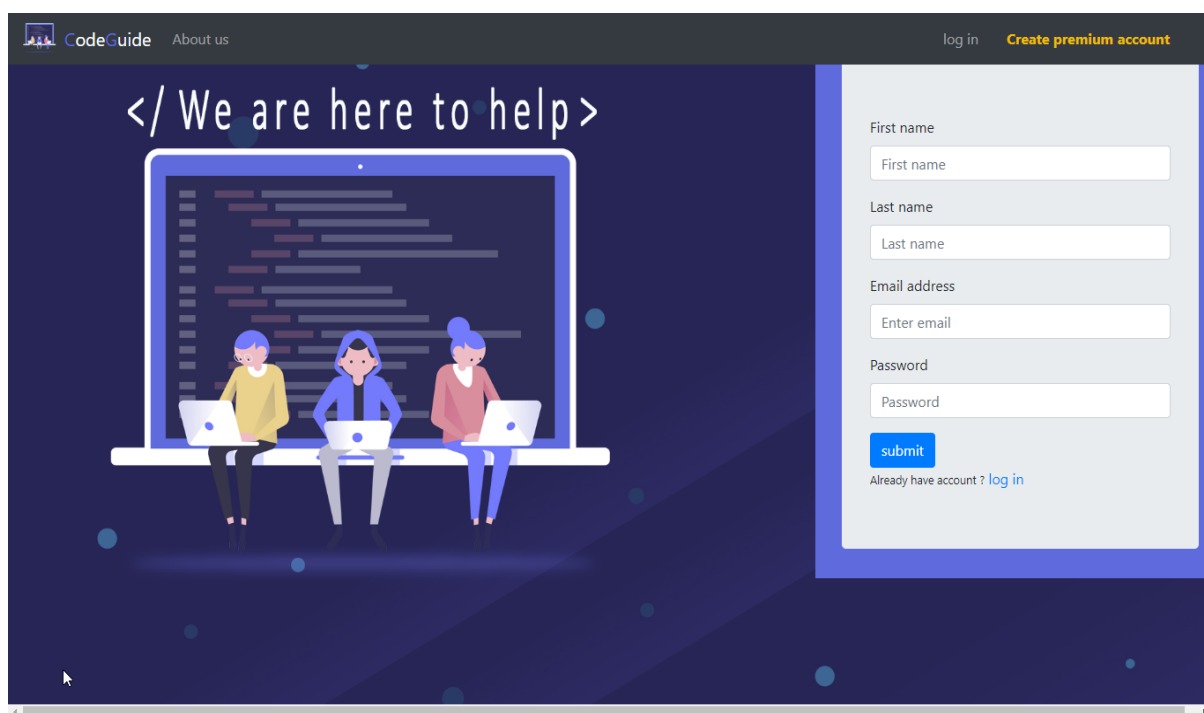 CodeGuide About us log in Create premium account
</ We are here to help>
First name
First name
Last name
Last name
Email address
Enter email
Password
Password
submit
Already have account ? log in